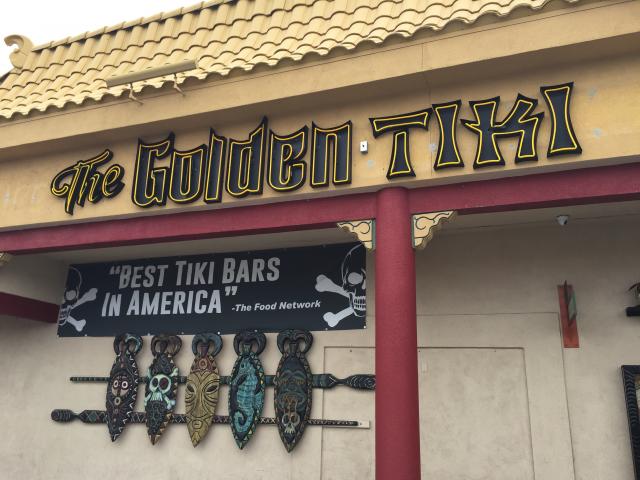 The Golden TIKI
"BEST TIKI BARS
IN AMERICA" -The Food Network